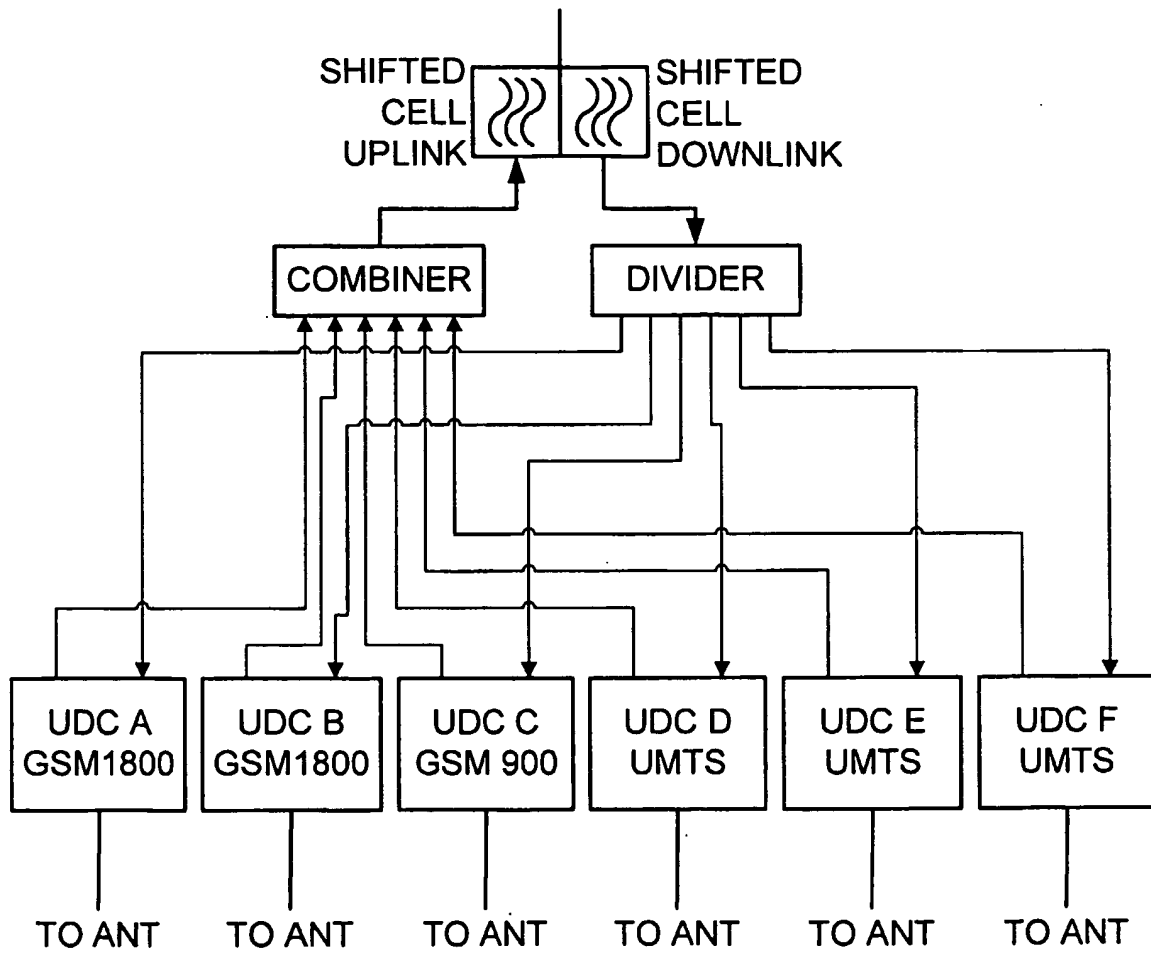 SHIFTED
CELL
UPLINK
SHIFTED
CELL
DOWNLINK
COMBINER
DIVIDER
UDC A
GSM1800
UDC B
GSM1800
UDC C
GSM 900
UDC D
UMTS
UDC E
UMTS
UDC F
UMTS
TO ANT
TO ANT
TO ANT
TO ANT
TO ANT
TO ANT